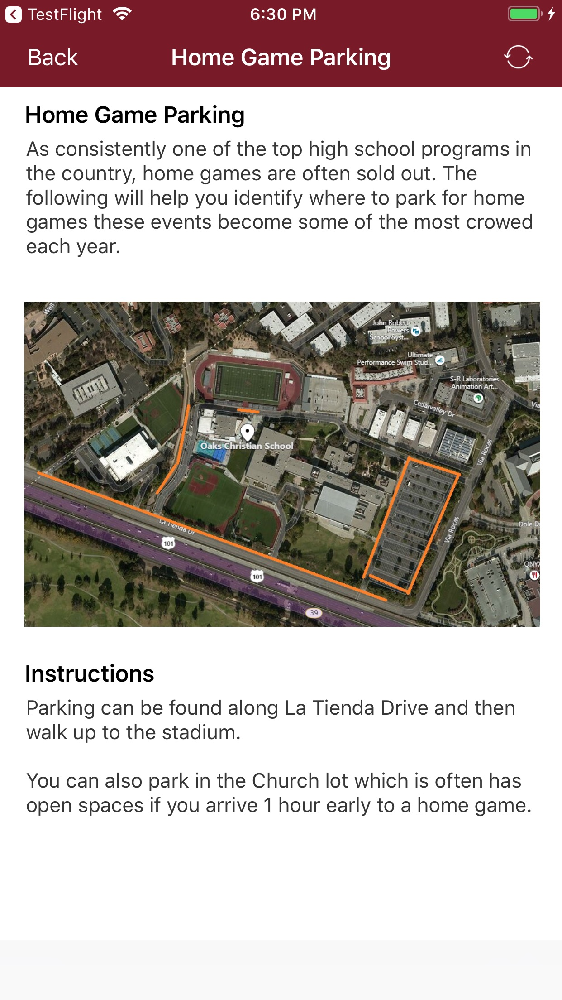 TestFlight
6:30 PM
Back
Home Game Parking
Home Game Parking
As consistently one of the top high school programs in
the country, home games are often sold out. The
following will help you identify where to park for home
games these events become some of the most crowed
each year.
Well
John Robert
Powers
School Syst...
Ultimate
Performance Swim Stud...
S-R Laboratories
Animation Art...
Via
Cedarvalley Dr
Oaks Christian School
Via Rocas
La Tienda Dr
Via Rocas
Dole D
101
ONYX
101
39
Instructions
Parking can be found along La Tienda Drive and then
walk up to the stadium.
You can also park in the Church lot which is often has
open spaces if you arrive 1 hour early to a home game.